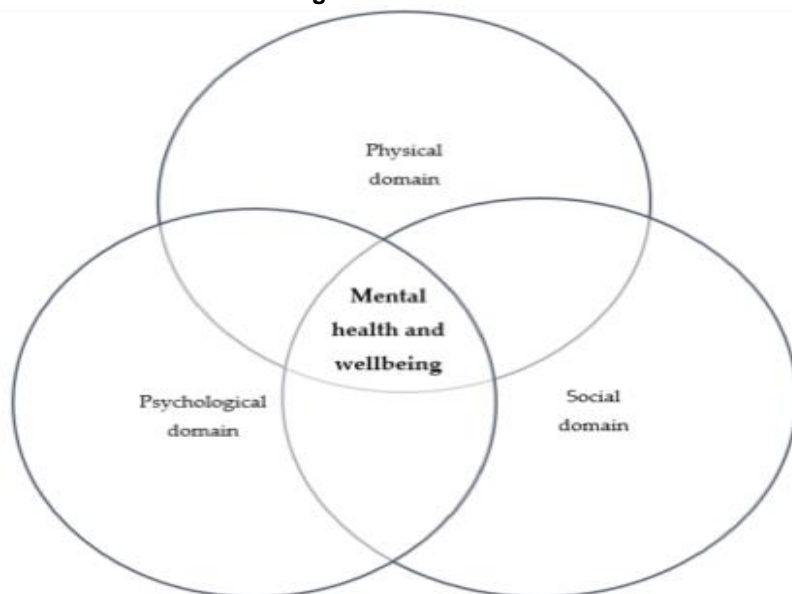 Physical
domain
Mental
health and
wellbeing
Psychological
domain
Social
domain